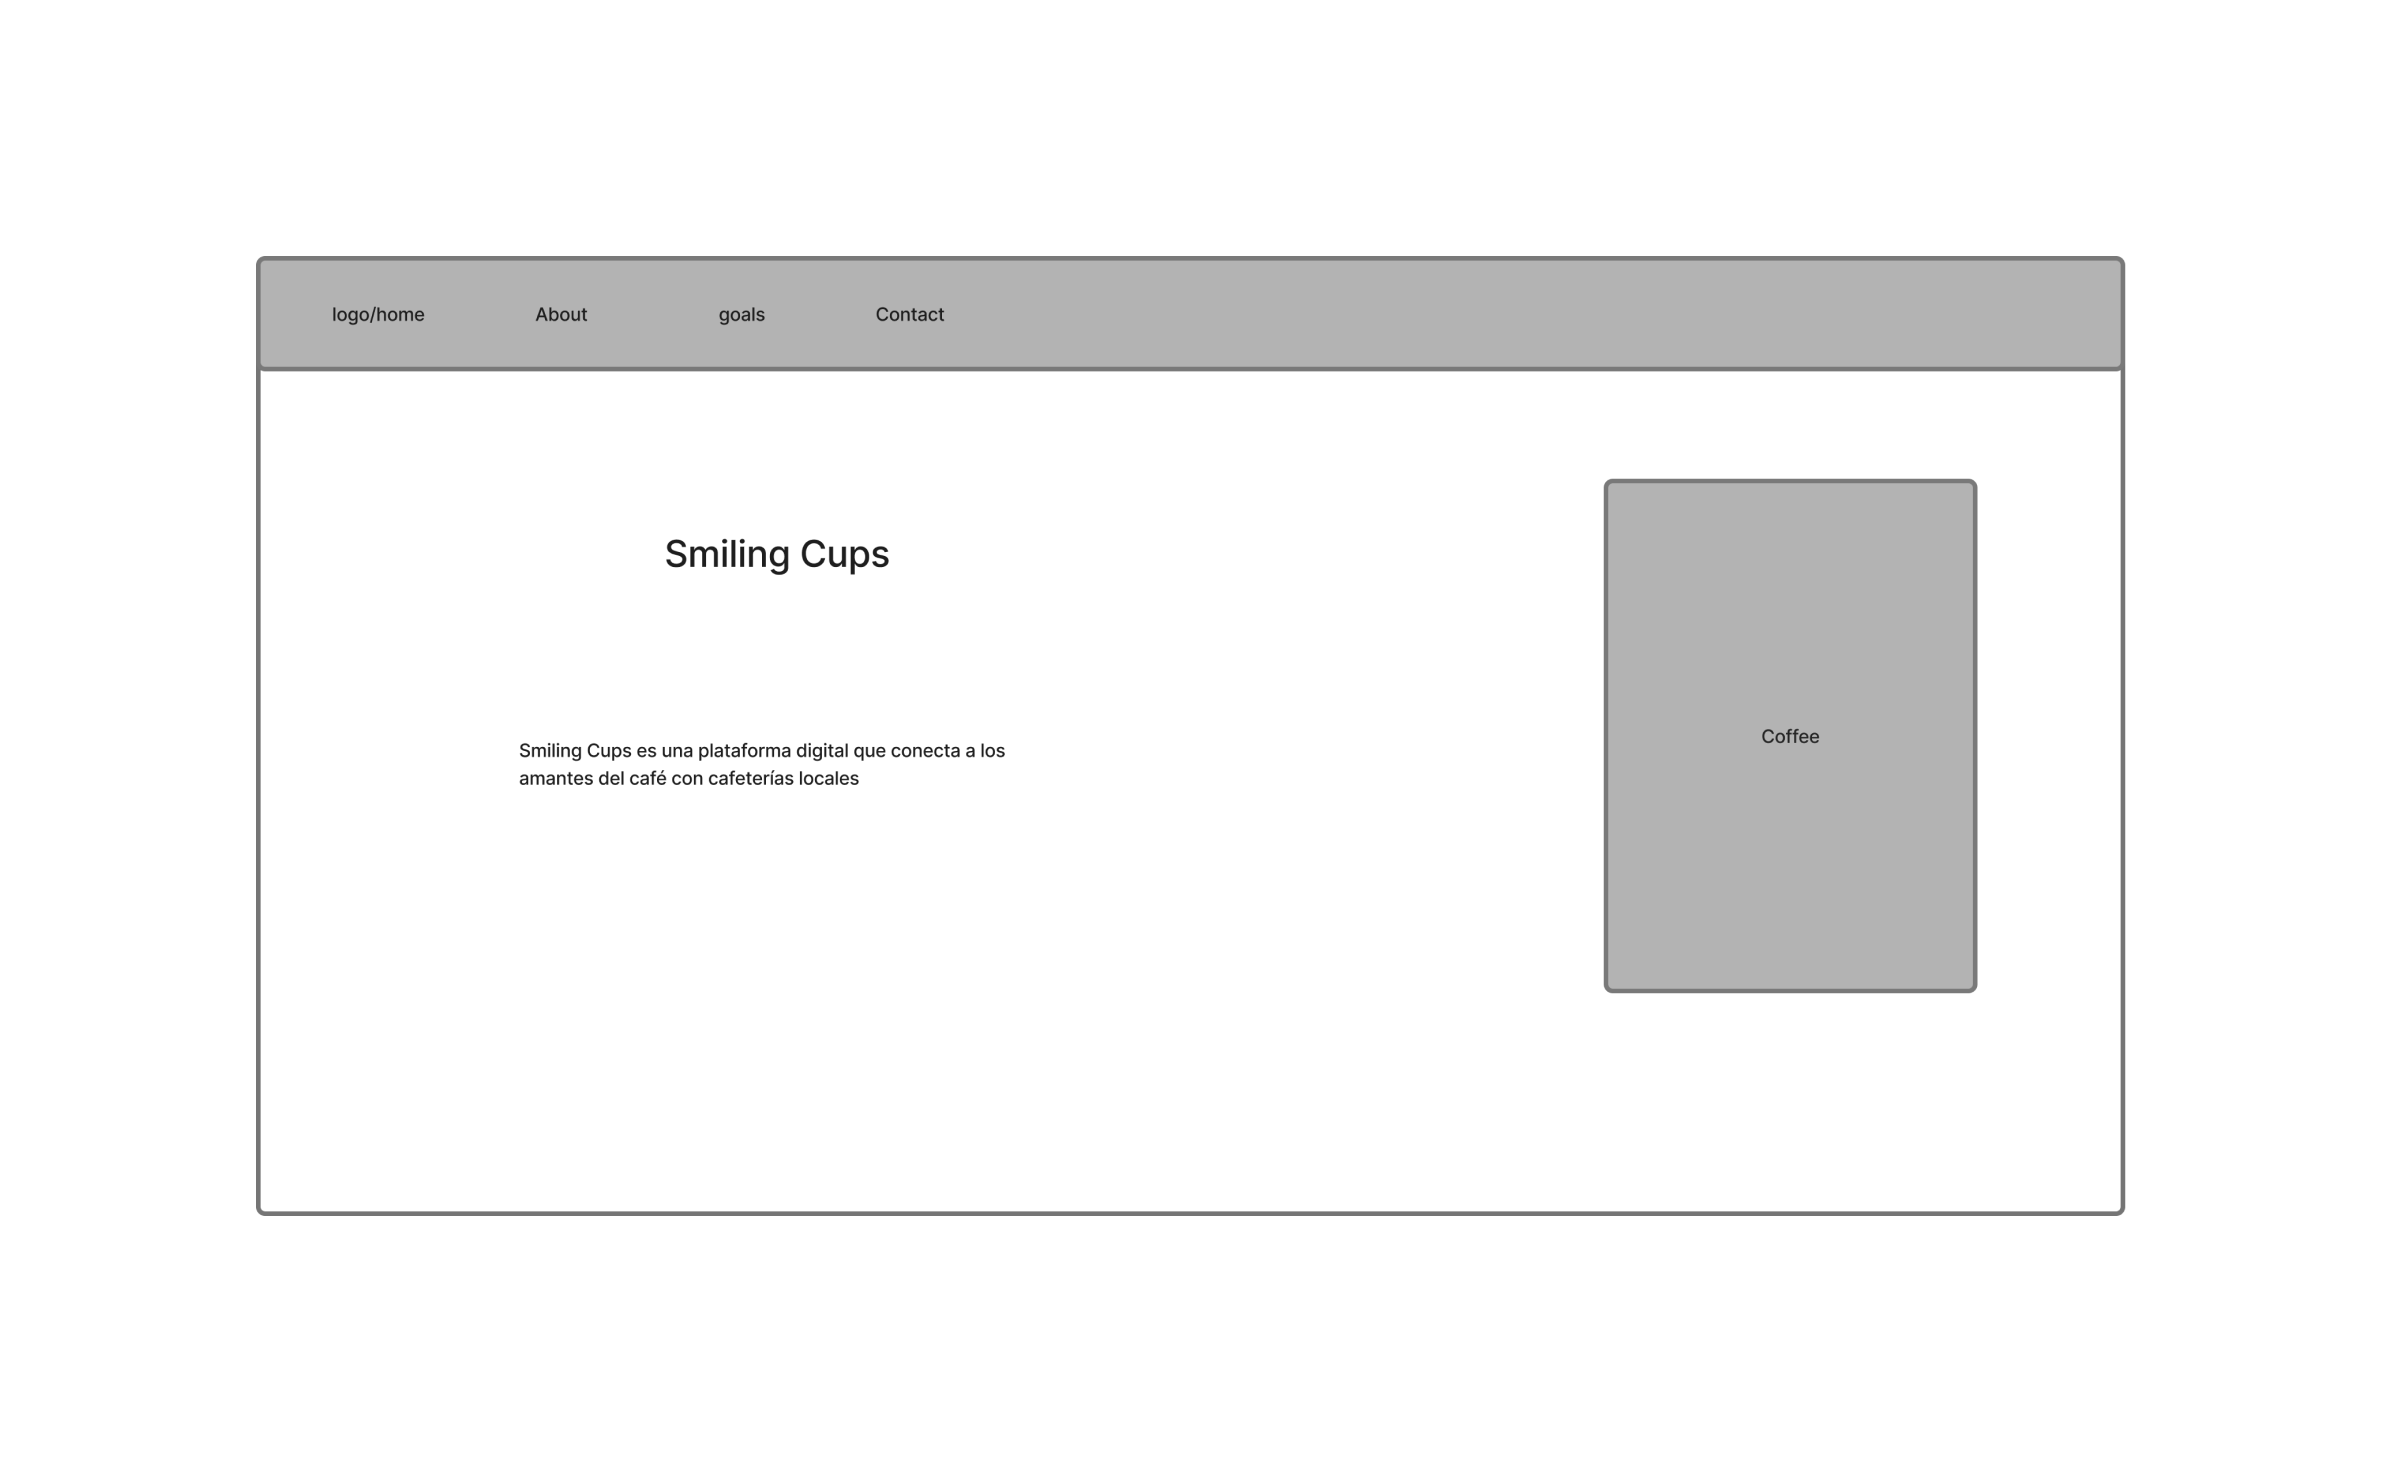 logo/home About goals Contact
Smiling Cups
Smiling Cups es una plataforma digital que conecta a los
amantes del café con cafeterías locales
Coffee